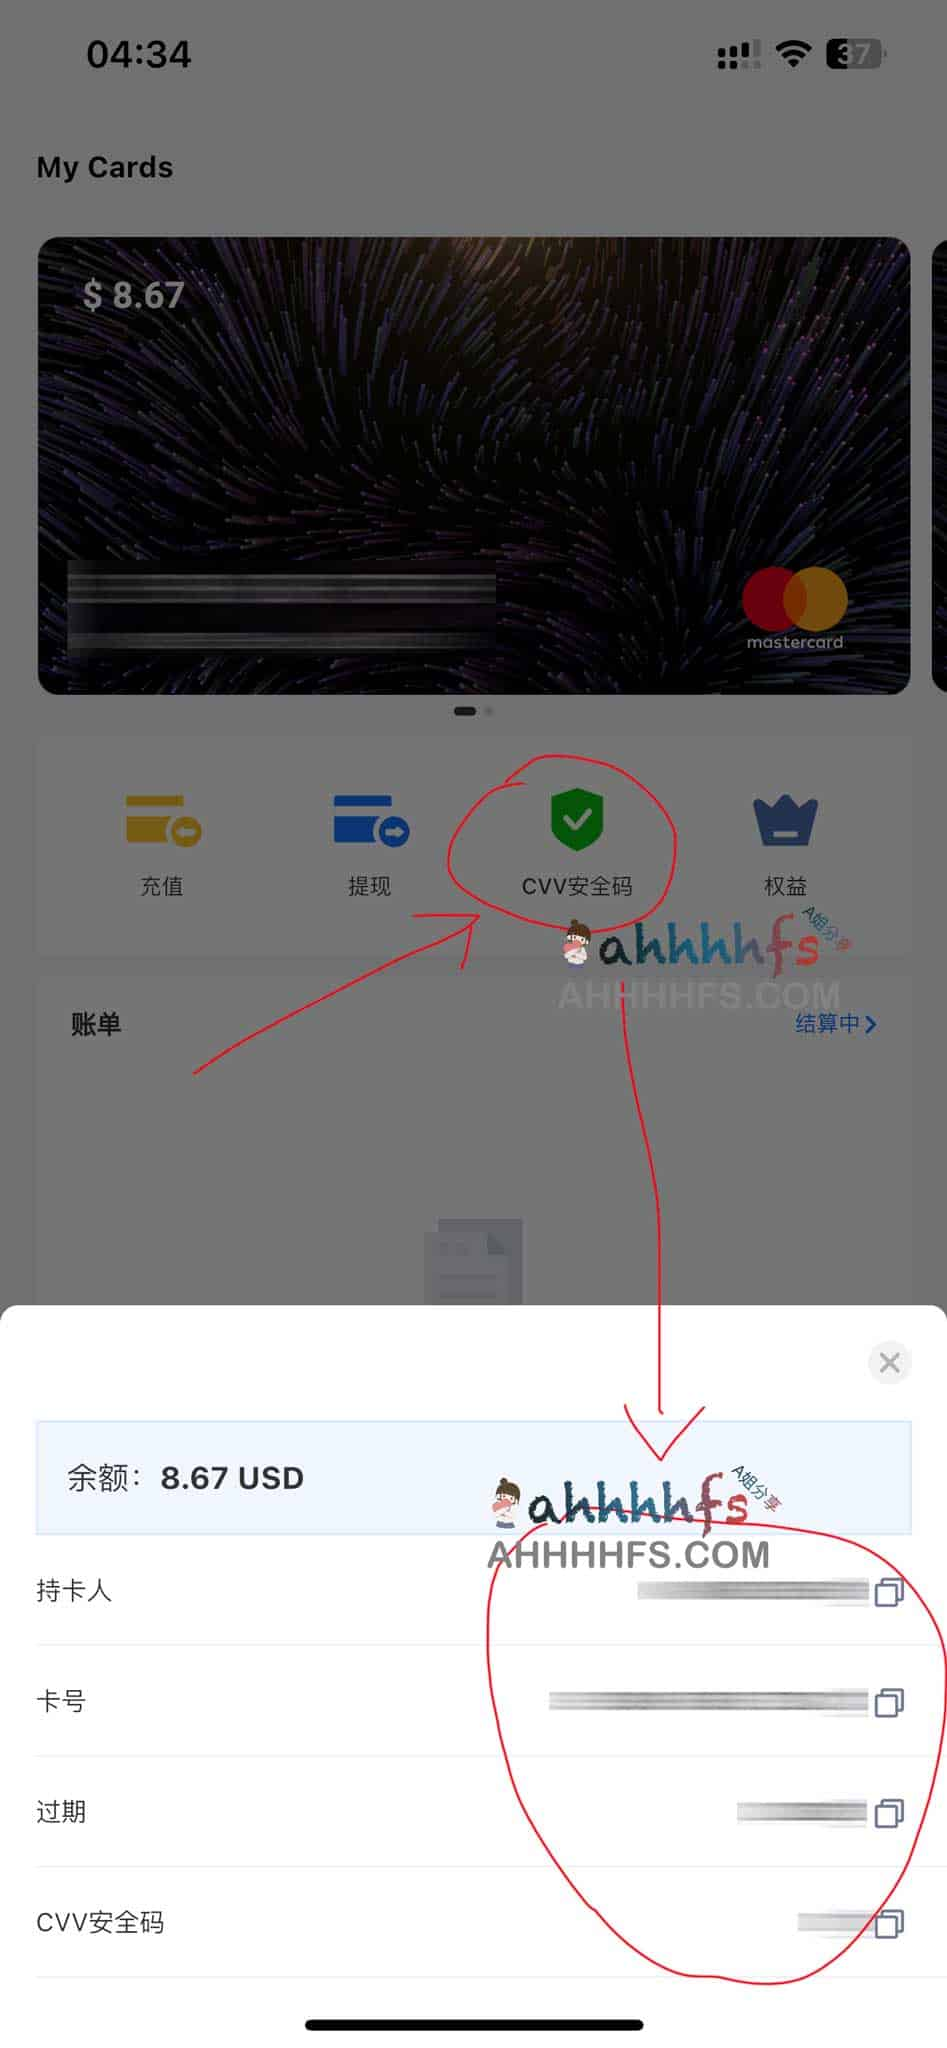 04:34
37
My Cards
$ 8.67
mastercard
充值
提现
CVV安全码
权益
ahhhhfs
A姐分享
AHHHHFS.COM
账单
结算中
余额： 8.67 USD
ahhhhfs
A姐分享
AHHHHFS.COM
持卡人
卡号
过期
CVV安全码